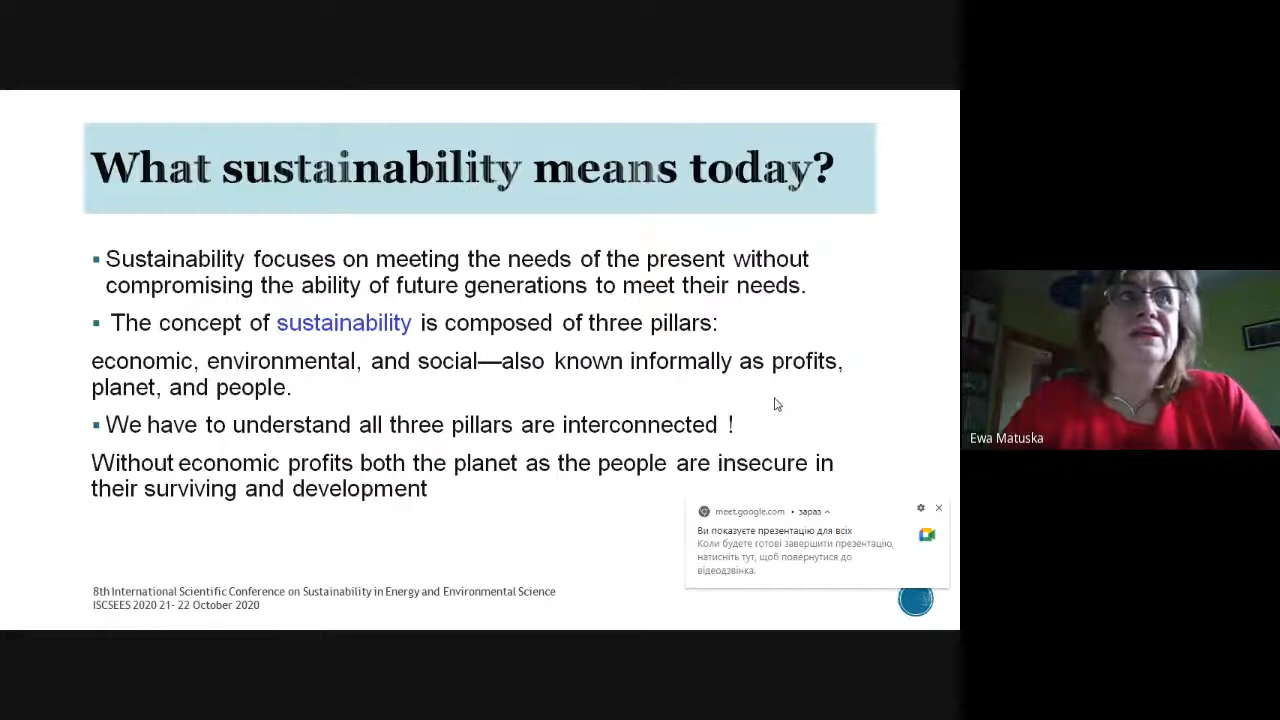 What sustainability means today?
▪ Sustainability focuses on meeting the needs of the present without
compromising the ability of future generations to meet their needs.
▪ The concept of sustainability is composed of three pillars:
economic, environmental, and social—also known informally as profits,
planet, and people.
▪ We have to understand all three pillars are interconnected !
Without economic profits both the planet as the people are insecure in
their surviving and development
Ewa Matuska
meet.google.com • зараз
Ви показуєте презентацію для всіх
Коли будете готові завершити презентацію,
натисніть тут, щоб повернутися до
відеодзвінка.
8th International Scientific Conference on Sustainability in Energy and Environmental Science
ISCSEES 2020 21- 22 October 2020